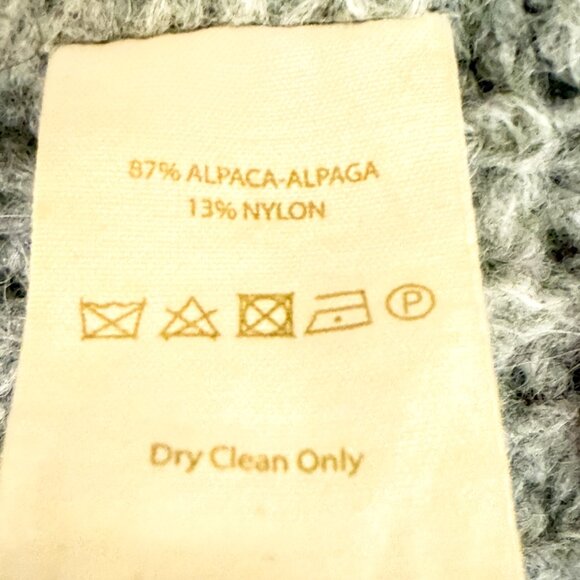 87% ALPACA-ALPAGA
13% NYLON
P
Dry Clean Only